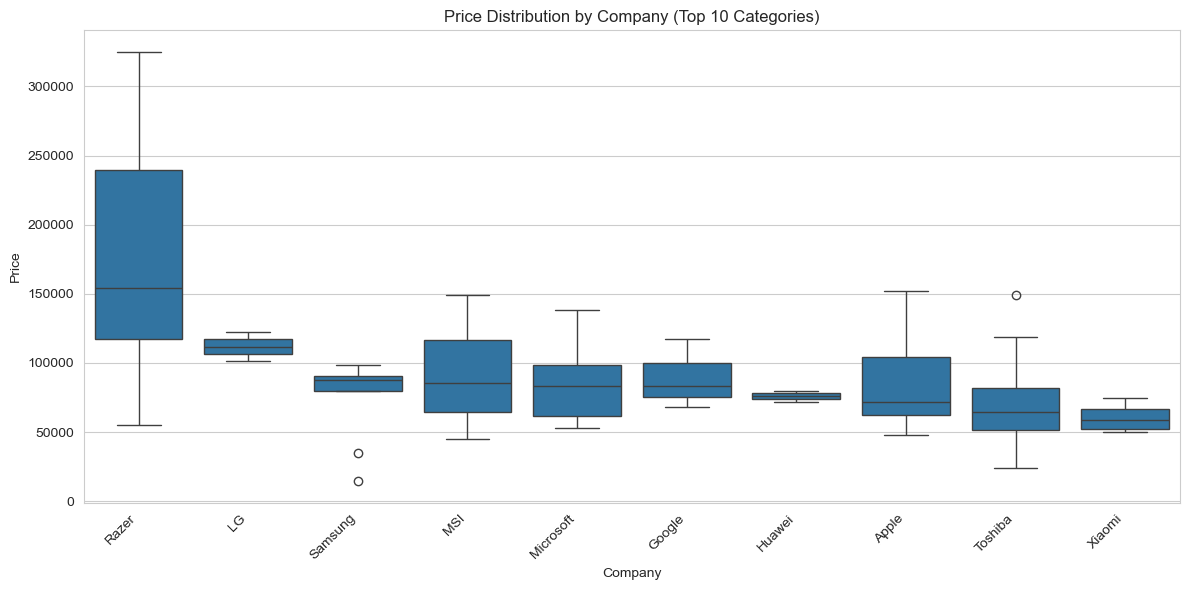 Price Distribution by Company (Top 10 Categories)
Price
300000
250000
200000
150000
100000
50000
0
Razer
LG
Samsung
MSI
Microsoft
Google
Huawei
Apple
Toshiba
Xiaomi
Company